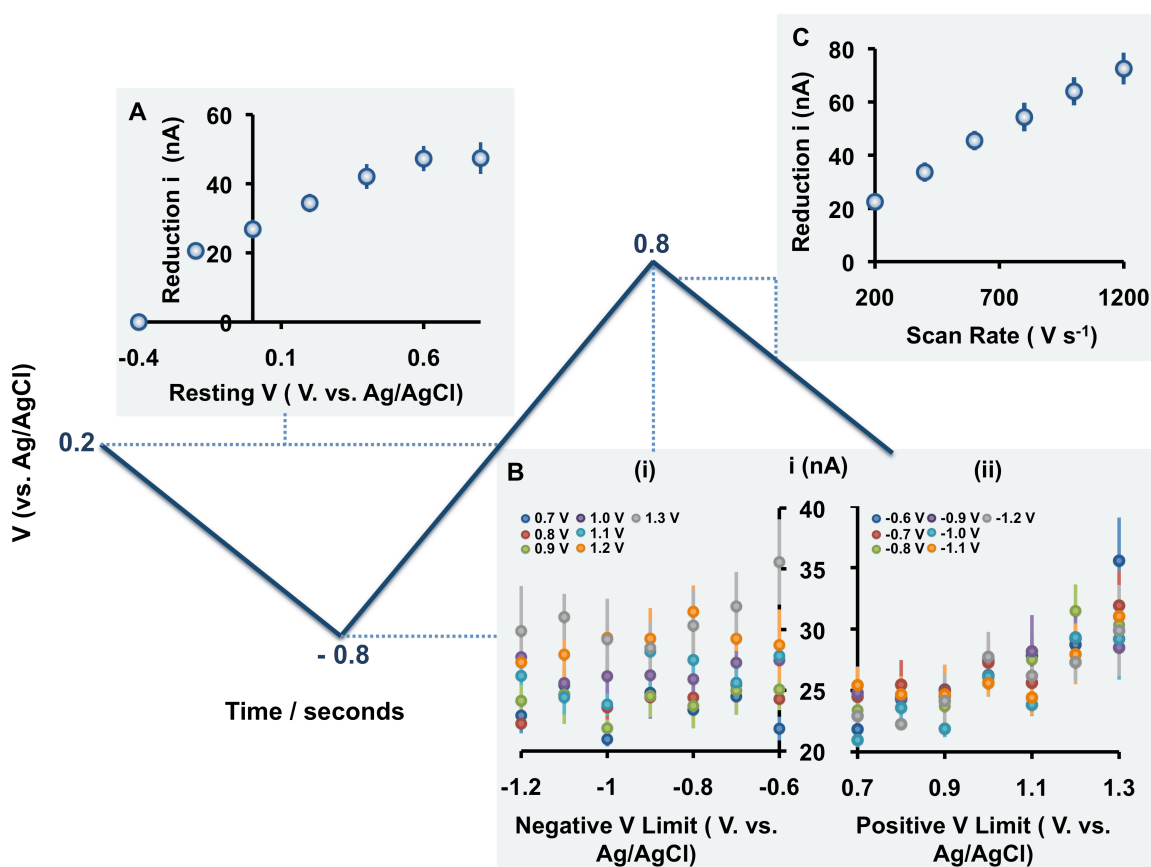 A
Reduction i (nA)
60
40
20
0
-0.4 0.1 0.6
Resting V ( V. vs. Ag/AgCl)
C
Reduction i (nA)
80
60
40
20
0
200 700 1200
Scan Rate ( V s-1)
V (vs. Ag/AgCl)
0.2
- 0.8
0.8
Time / seconds
B
(i)
i (nA)
(ii)
0.7 V 1.0 V 1.3 V
0.8 V 1.1 V
0.9 V 1.2 V
40
35
30
25
20
-0.6 V -0.9 V -1.2 V
-0.7 V -1.0 V
-0.8 V -1.1 V
-1.2 -1 -0.8 -0.6
Negative V Limit ( V. vs.
Ag/AgCl)
0.7 0.9 1.1 1.3
Positive V Limit ( V. vs.
Ag/AgCl)